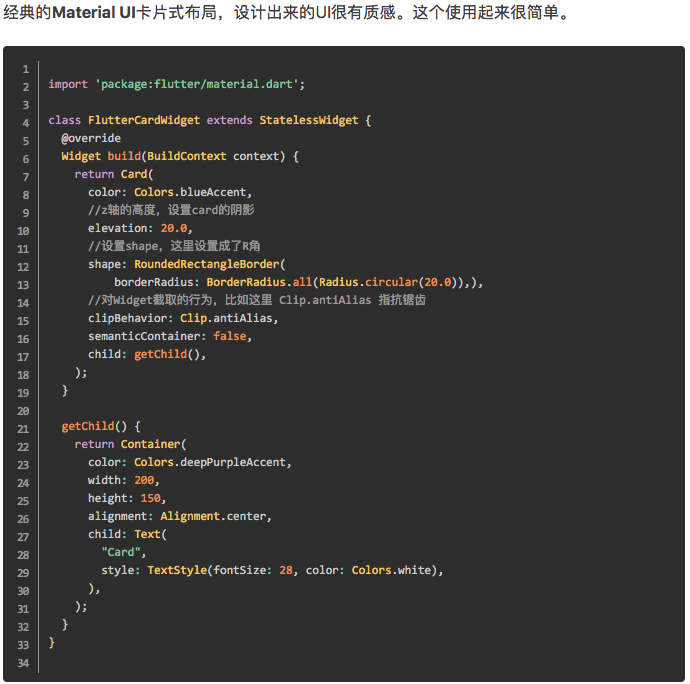 经典的Material UI卡片式布局，设计出来的UI很有质感。这个使用起来很简单。
1
2 import 'package:flutter/material.dart';
3
4 class FlutterCardWidget extends StatelessWidget {
5   @override
6   Widget build(BuildContext context) {
7     return Card(
8       color: Colors.blueAccent,
9       //z轴的高度，设置card的阴影
10       elevation: 20.0,
11       //设置shape，这里设置成了R角
12       shape: RoundedRectangleBorder(
13           borderRadius: BorderRadius.all(Radius.circular(20.0)),),
14       //对Widget截取的行为，比如这里 Clip.antiAlias 指抗锯齿
15       clipBehavior: Clip.antiAlias,
16       semanticContainer: false,
17       child: getChild(),
18     );
19   }
20
21   getChild() {
22     return Container(
23       color: Colors.deepPurpleAccent,
24       width: 200,
25       height: 150,
26       alignment: Alignment.center,
27       child: Text(
28         "Card",
29         style: TextStyle(fontSize: 28, color: Colors.white),
30       ),
31     );
32   }
33 }
34